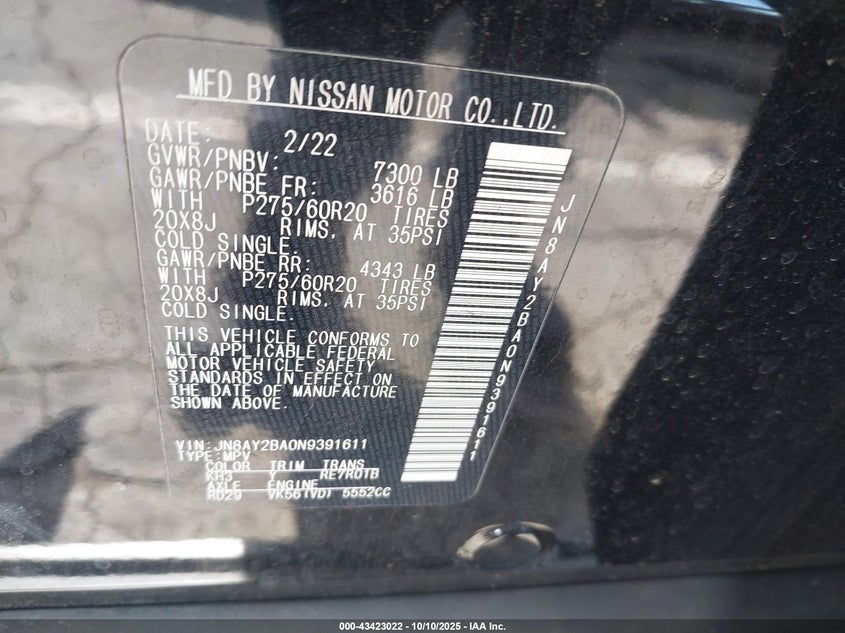 MFD BY NISSAN MOTOR CO.,LTD.
DATE: 2/22
GVWR/PNBV: 7300 LB
GAWR/PNBE FR: 3616 LB
WITH P275/60R20 TIRES
20X8J RIMS, AT 35PSI
COLD SINGLE.
GAWR/PNBE RR: 4343 LB
WITH P275/60R20 TIRES
20X8J RIMS, AT 35PSI
COLD SINGLE.
THIS VEHICLE CONFORMS TO
ALL APPLICABLE FEDERAL
MOTOR VEHICLE SAFETY
STANDARDS IN EFFECT ON
THE DATE OF MANUFACTURE
SHOWN ABOVE.
VIN:JN8AY2BA0N9391611
TYPE:MPV
COLOR TRIM TRANS
KH3 Y RE7R01B
AXLE ENGINE
RD29 VK56(VD) 5552CC
JN8AY2BA0N9391611
000-43423022 - 10/10/2025 - IAA Inc.